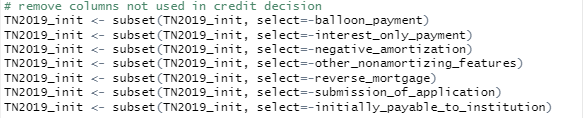 # remove columns not used in credit decision
TN2019_init <- subset(TN2019_init, select=-balloon_payment)
TN2019_init <- subset(TN2019_init, select=-interest_only_payment)
TN2019_init <- subset(TN2019_init, select=-negative_amortization)
TN2019_init <- subset(TN2019_init, select=-other_nonamortizing_features)
TN2019_init <- subset(TN2019_init, select=-reverse_mortgage)
TN2019_init <- subset(TN2019_init, select=-submission_of_application)
TN2019_init <- subset(TN2019_init, select=-initially_payable_to_institution)